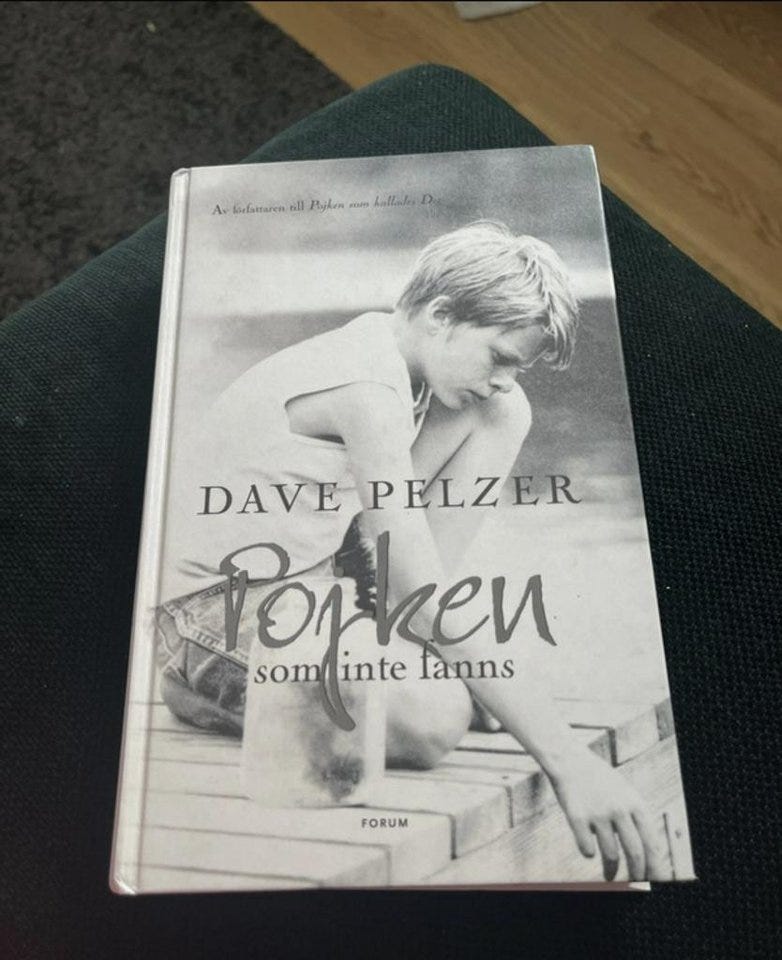 Av författaren till Pojken som kallades Det
DAVE PELZER
Pojken
som inte fanns
FORUM